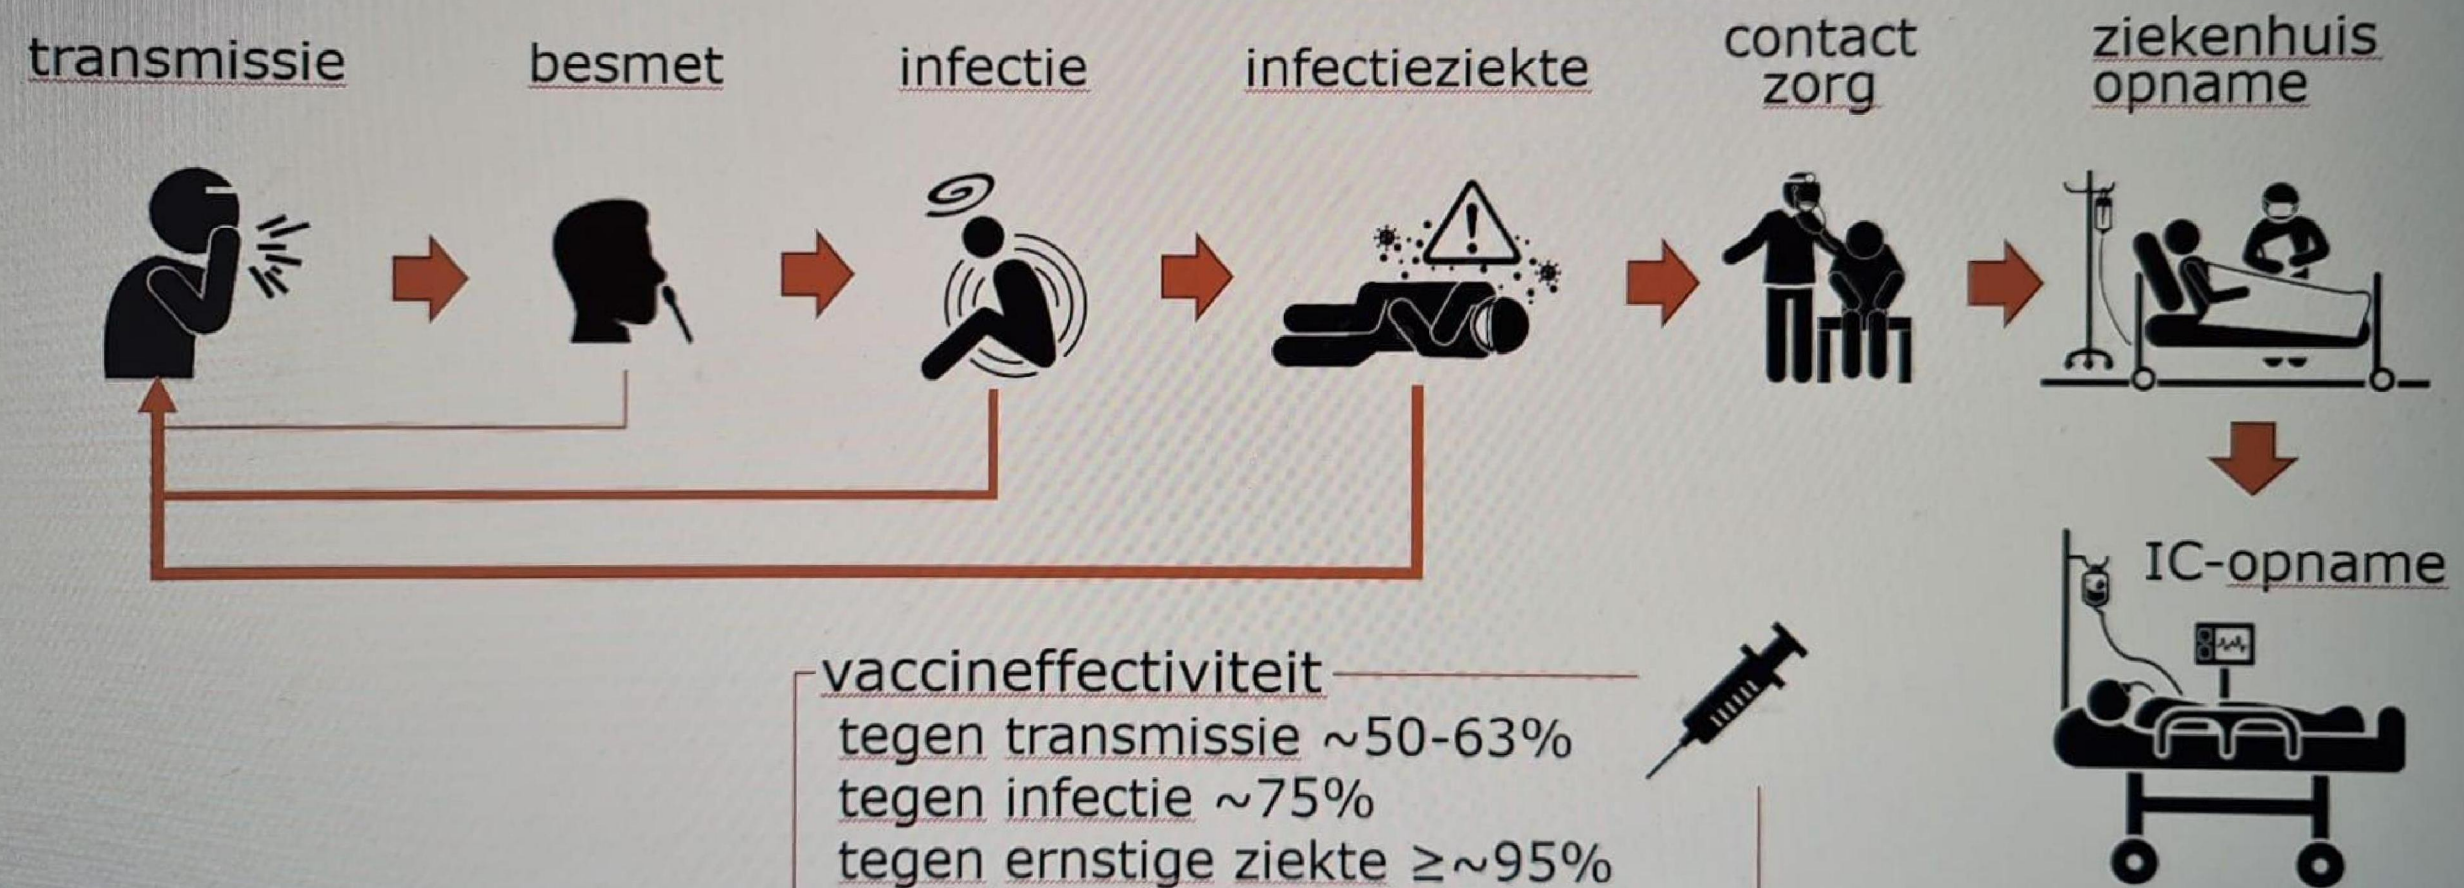 transmissie
besmet
infectie
infectieziekte
contact
zorg
ziekenhuis
opname
IC-opname
vaccineffectiviteit
tegen transmissie ~50-63%
tegen infectie ~75%
tegen ernstige ziekte ≥~95%